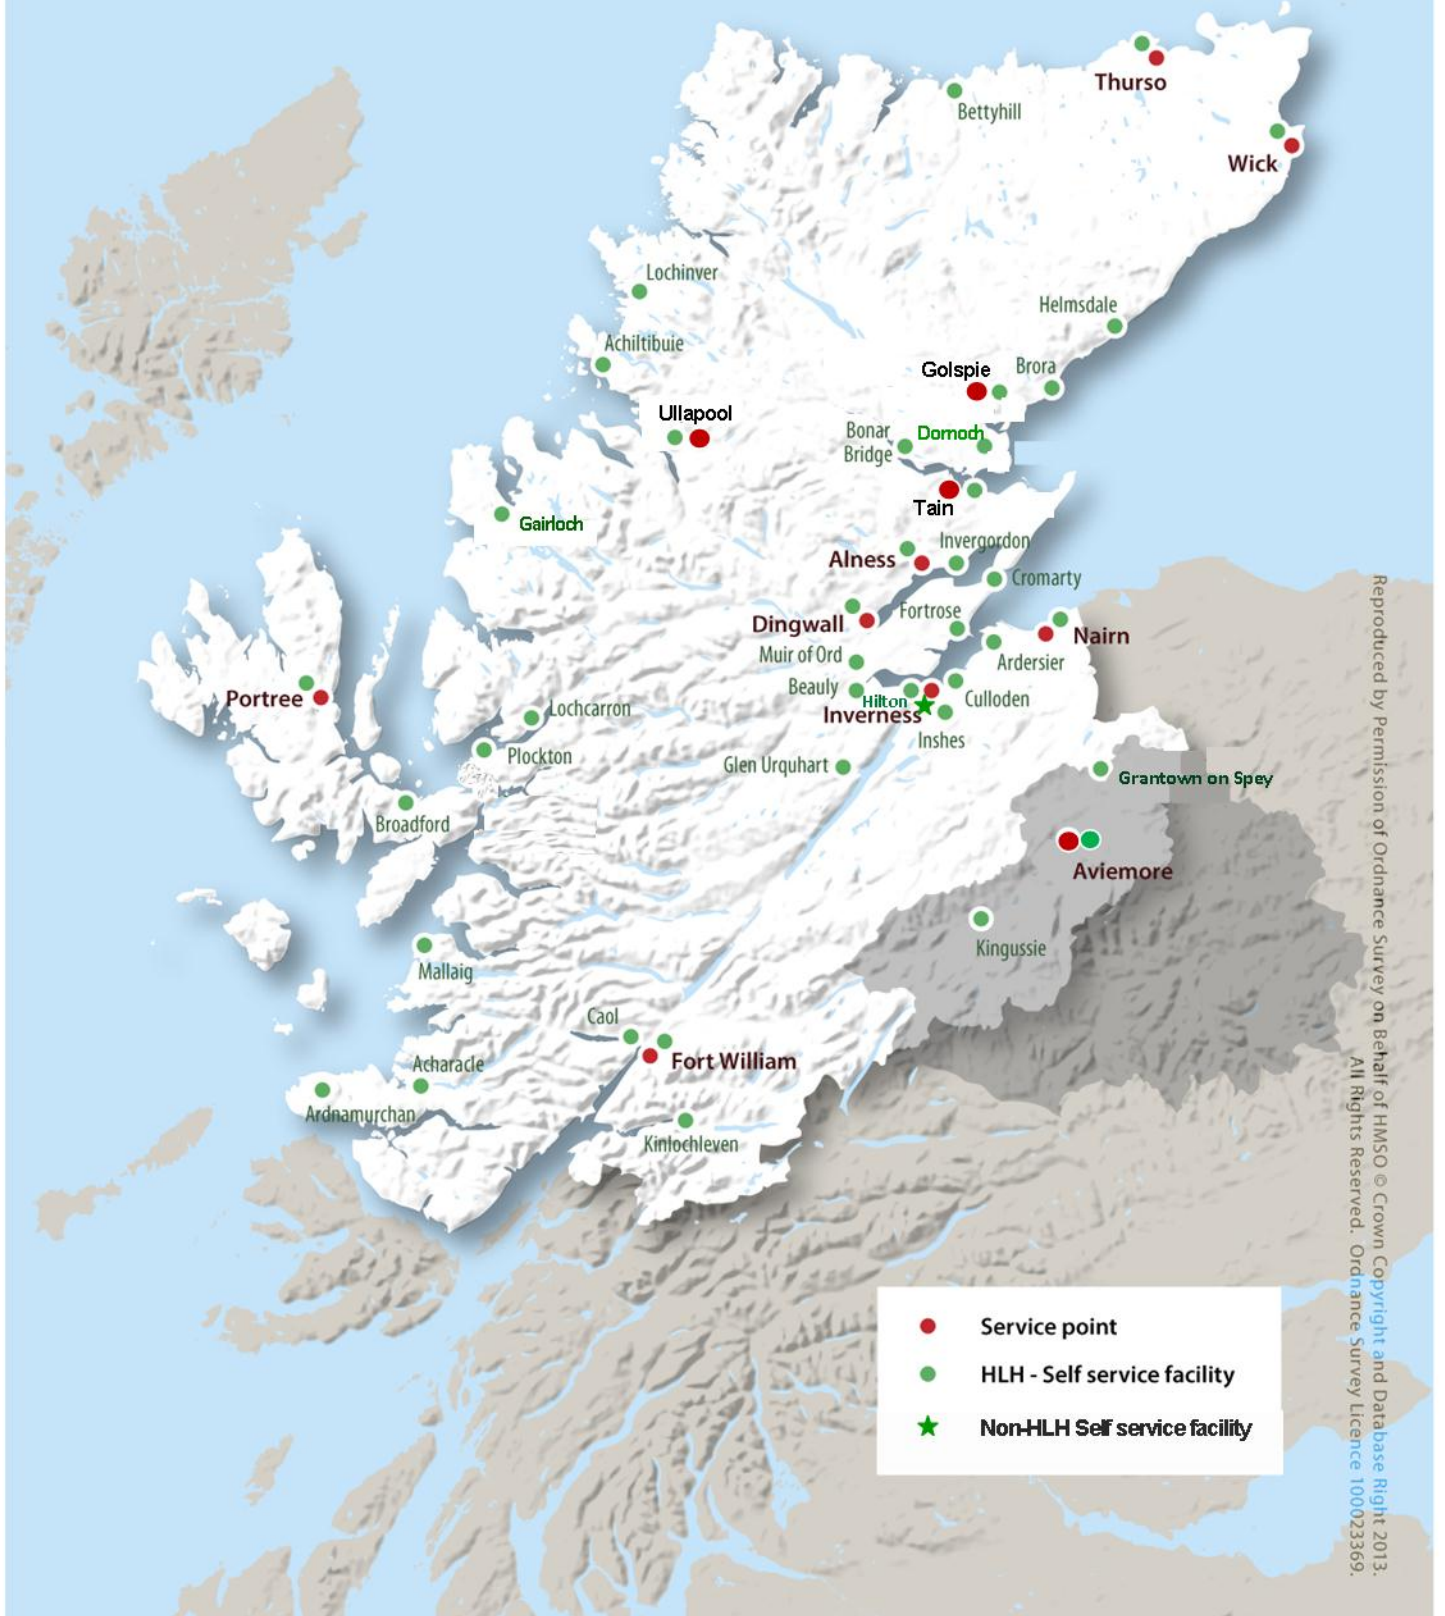 Thurso
Bettyhill
Wick
Lochinver
Helmsdale
Achiltibuie
Golspie
Brora
Ullapool
Bonar
Bridge
Dornoch
Tain
Gairloch
Invergordon
Alness
Cromarty
Fortrose
Dingwall
Nairn
Muir of Ord
Ardersier
Beauly
Hilton
Culloden
Portree
Lochcarron
Inverness
Inshes
Plockton
Glen Urquhart
Grantown on Spey
Broadford
Aviemore
Kingussie
Mallaig
Caol
Fort William
Acharacle
Ardnamurchan
Kinlochleven
Service point
HLH - Self service facility
Non-HLH Self service facility
Reproduced by Permission of Ordnance Survey on Behalf of HMSO © Crown Copyright and Database Right 2013.
All Rights Reserved. Ordnance Survey Licence 100023369.